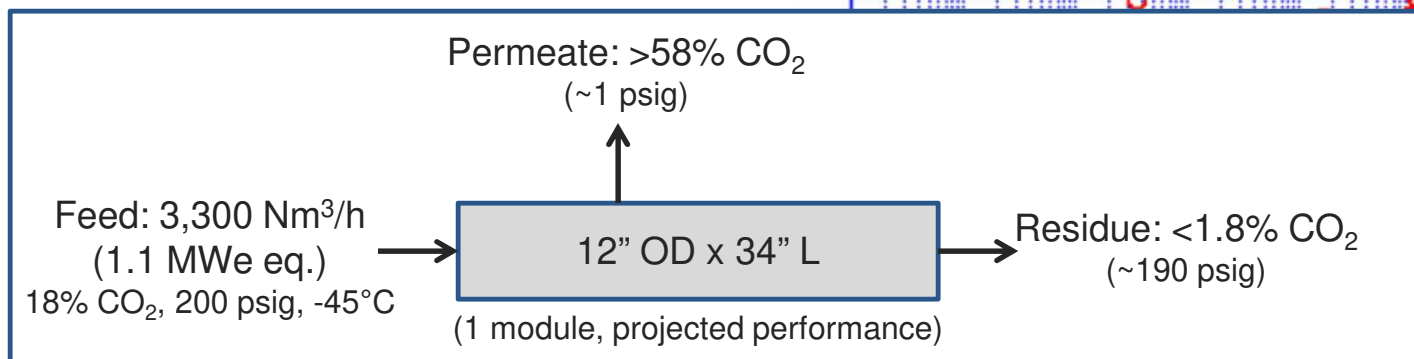 Permeate: >58% CO₂
(~1 psig)
Feed: 3,300 Nm³/h
(1.1 MWe eq.)
18% CO₂, 200 psig, -45°C
12” OD x 34” L
(1 module, projected performance)
Residue: <1.8% CO₂
(~190 psig)